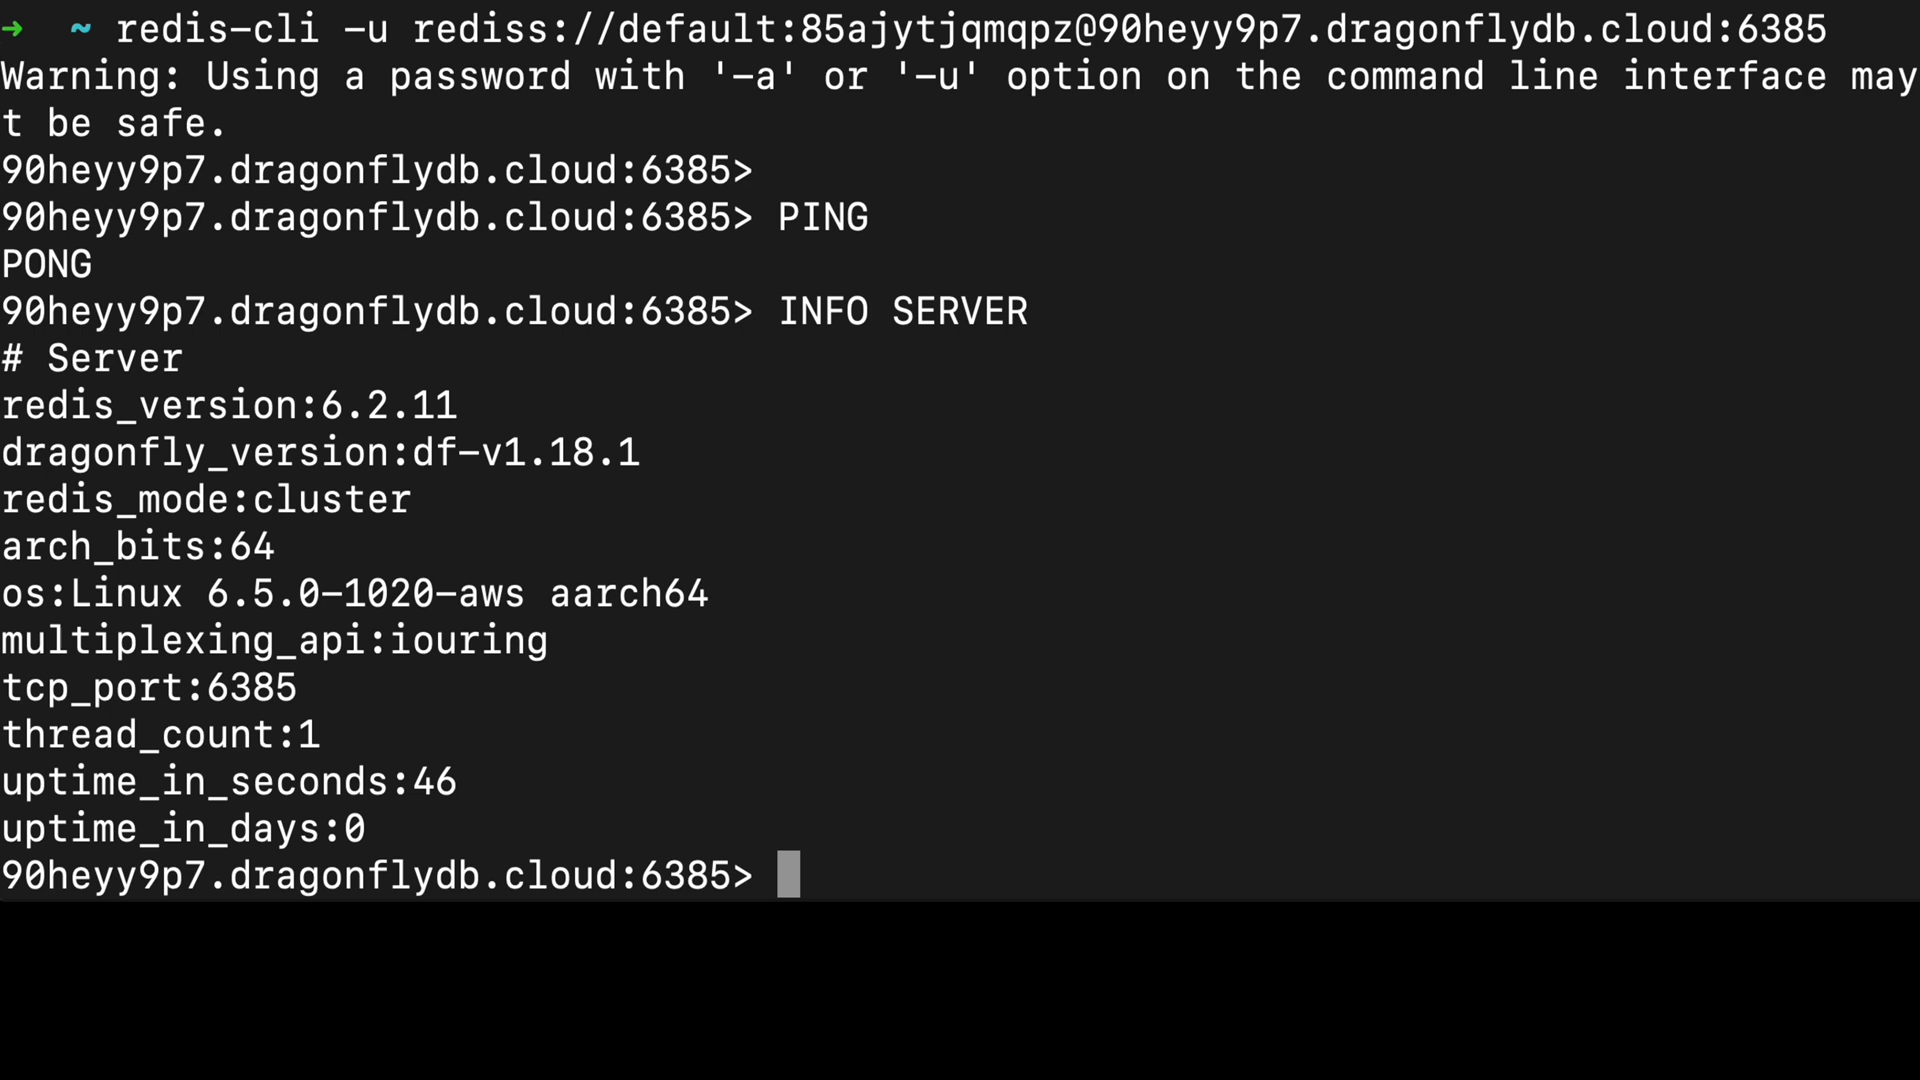 → ~ redis-cli -u rediss://default:85ajytjqmqpz@90heyy9p7.dragonflydb.cloud:6385
Warning: Using a password with '-a' or '-u' option on the command line interface may
t be safe.
90heyy9p7.dragonflydb.cloud:6385>
90heyy9p7.dragonflydb.cloud:6385> PING
PONG
90heyy9p7.dragonflydb.cloud:6385> INFO SERVER
# Server
redis_version:6.2.11
dragonfly_version:df-v1.18.1
redis_mode:cluster
arch_bits:64
os:Linux 6.5.0-1020-aws aarch64
multiplexing_api:iouring
tcp_port:6385
thread_count:1
uptime_in_seconds:46
uptime_in_days:0
90heyy9p7.dragonflydb.cloud:6385>